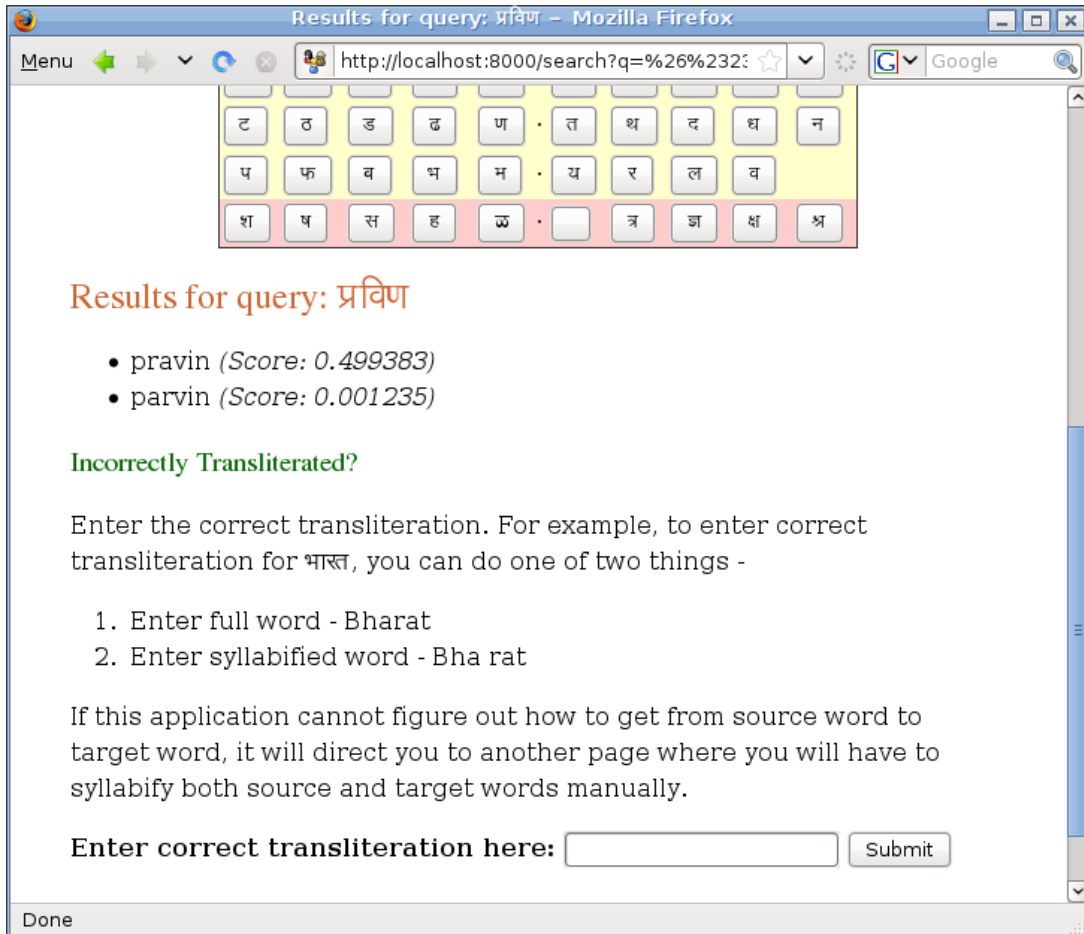 Results for query: प्रविण – Mozilla Firefox
Menu http://localhost:8000/search?q=%26%2323 Google
ट ठ ड ढ ण · त थ द ध न
प फ ब भ म · य र ल व
श ष स ह ळ · त्र ज्ञ क्ष श्र
Results for query: प्रविण
• pravin (Score: 0.499383)
• parvin (Score: 0.001235)
Incorrectly Transliterated?
Enter the correct transliteration. For example, to enter correct
transliteration for भारत, you can do one of two things -
1. Enter full word - Bharat
2. Enter syllabified word - Bha rat
If this application cannot figure out how to get from source word to
target word, it will direct you to another page where you will have to
syllabify both source and target words manually.
Enter correct transliteration here: Submit
Done